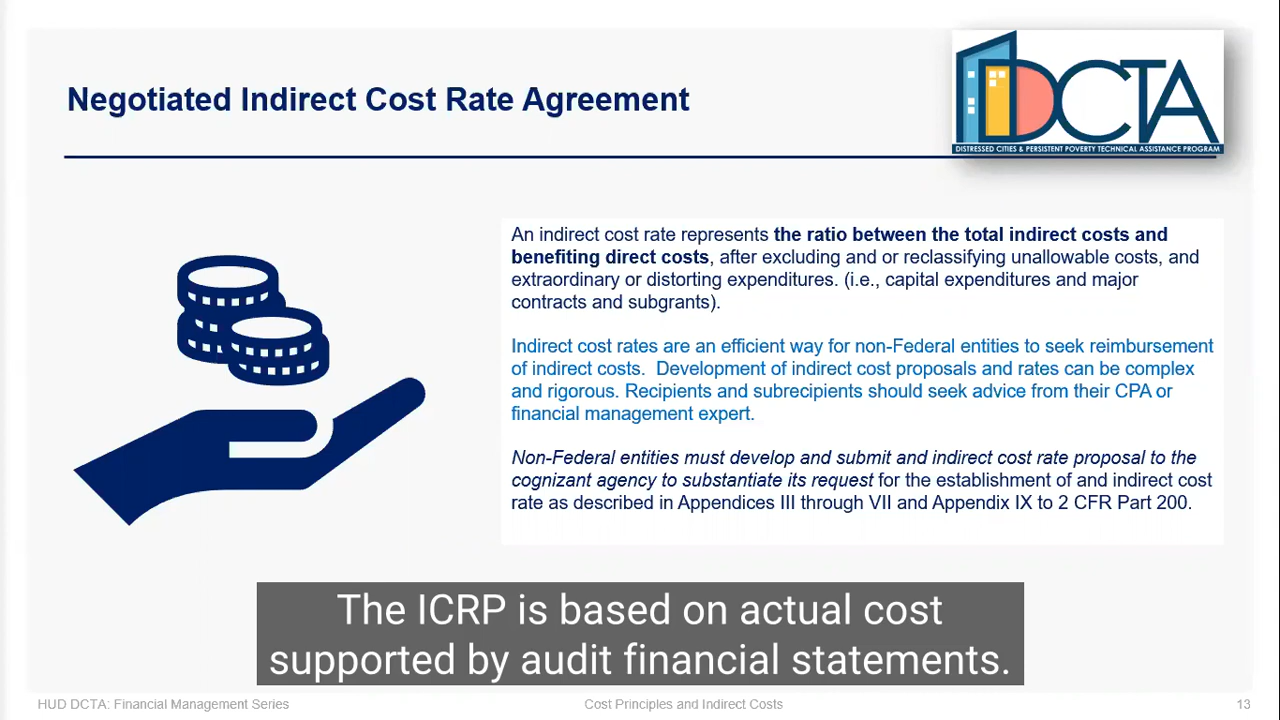 Negotiated Indirect Cost Rate Agreement
DCTA
DISTRESSED CITIES & PERSISTENT POVERTY TECHNICAL ASSISTANCE PROGRAM
An indirect cost rate represents the ratio between the total indirect costs and
benefiting direct costs, after excluding and or reclassifying unallowable costs, and
extraordinary or distorting expenditures. (i.e., capital expenditures and major
contracts and subgrants).
Indirect cost rates are an efficient way for non-Federal entities to seek reimbursement
of indirect costs.  Development of indirect cost proposals and rates can be complex
and rigorous. Recipients and subrecipients should seek advice from their CPA or
financial management expert.
Non-Federal entities must develop and submit and indirect cost rate proposal to the
cognizant agency to substantiate its request for the establishment of and indirect cost
rate as described in Appendices III through VII and Appendix IX to 2 CFR Part 200.
The ICRP is based on actual cost
supported by audit financial statements.
HUD DCTA: Financial Management Series
Cost Principles and Indirect Costs
13